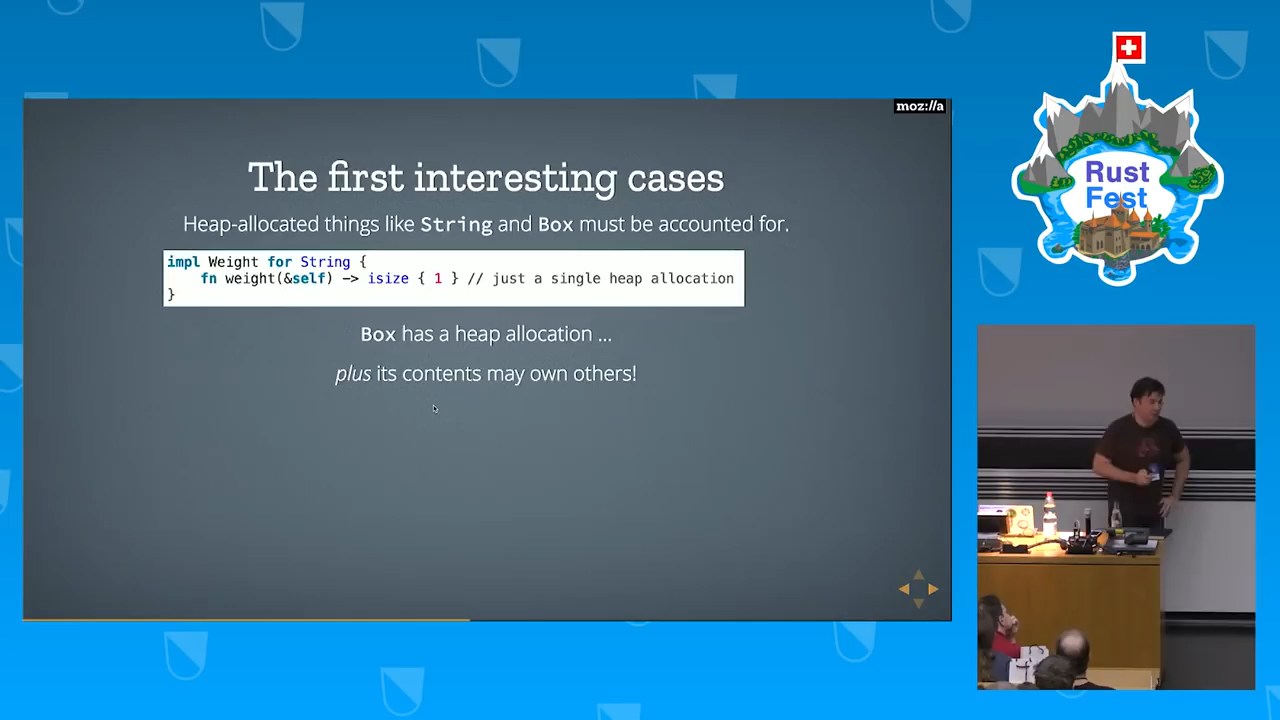 moz://a
The first interesting cases
Heap-allocated things like String and Box must be accounted for.
impl Weight for String {
    fn weight(&self) -> isize { 1 } // just a single heap allocation
}
Box has a heap allocation ...
plus its contents may own others!
Rust
Fest